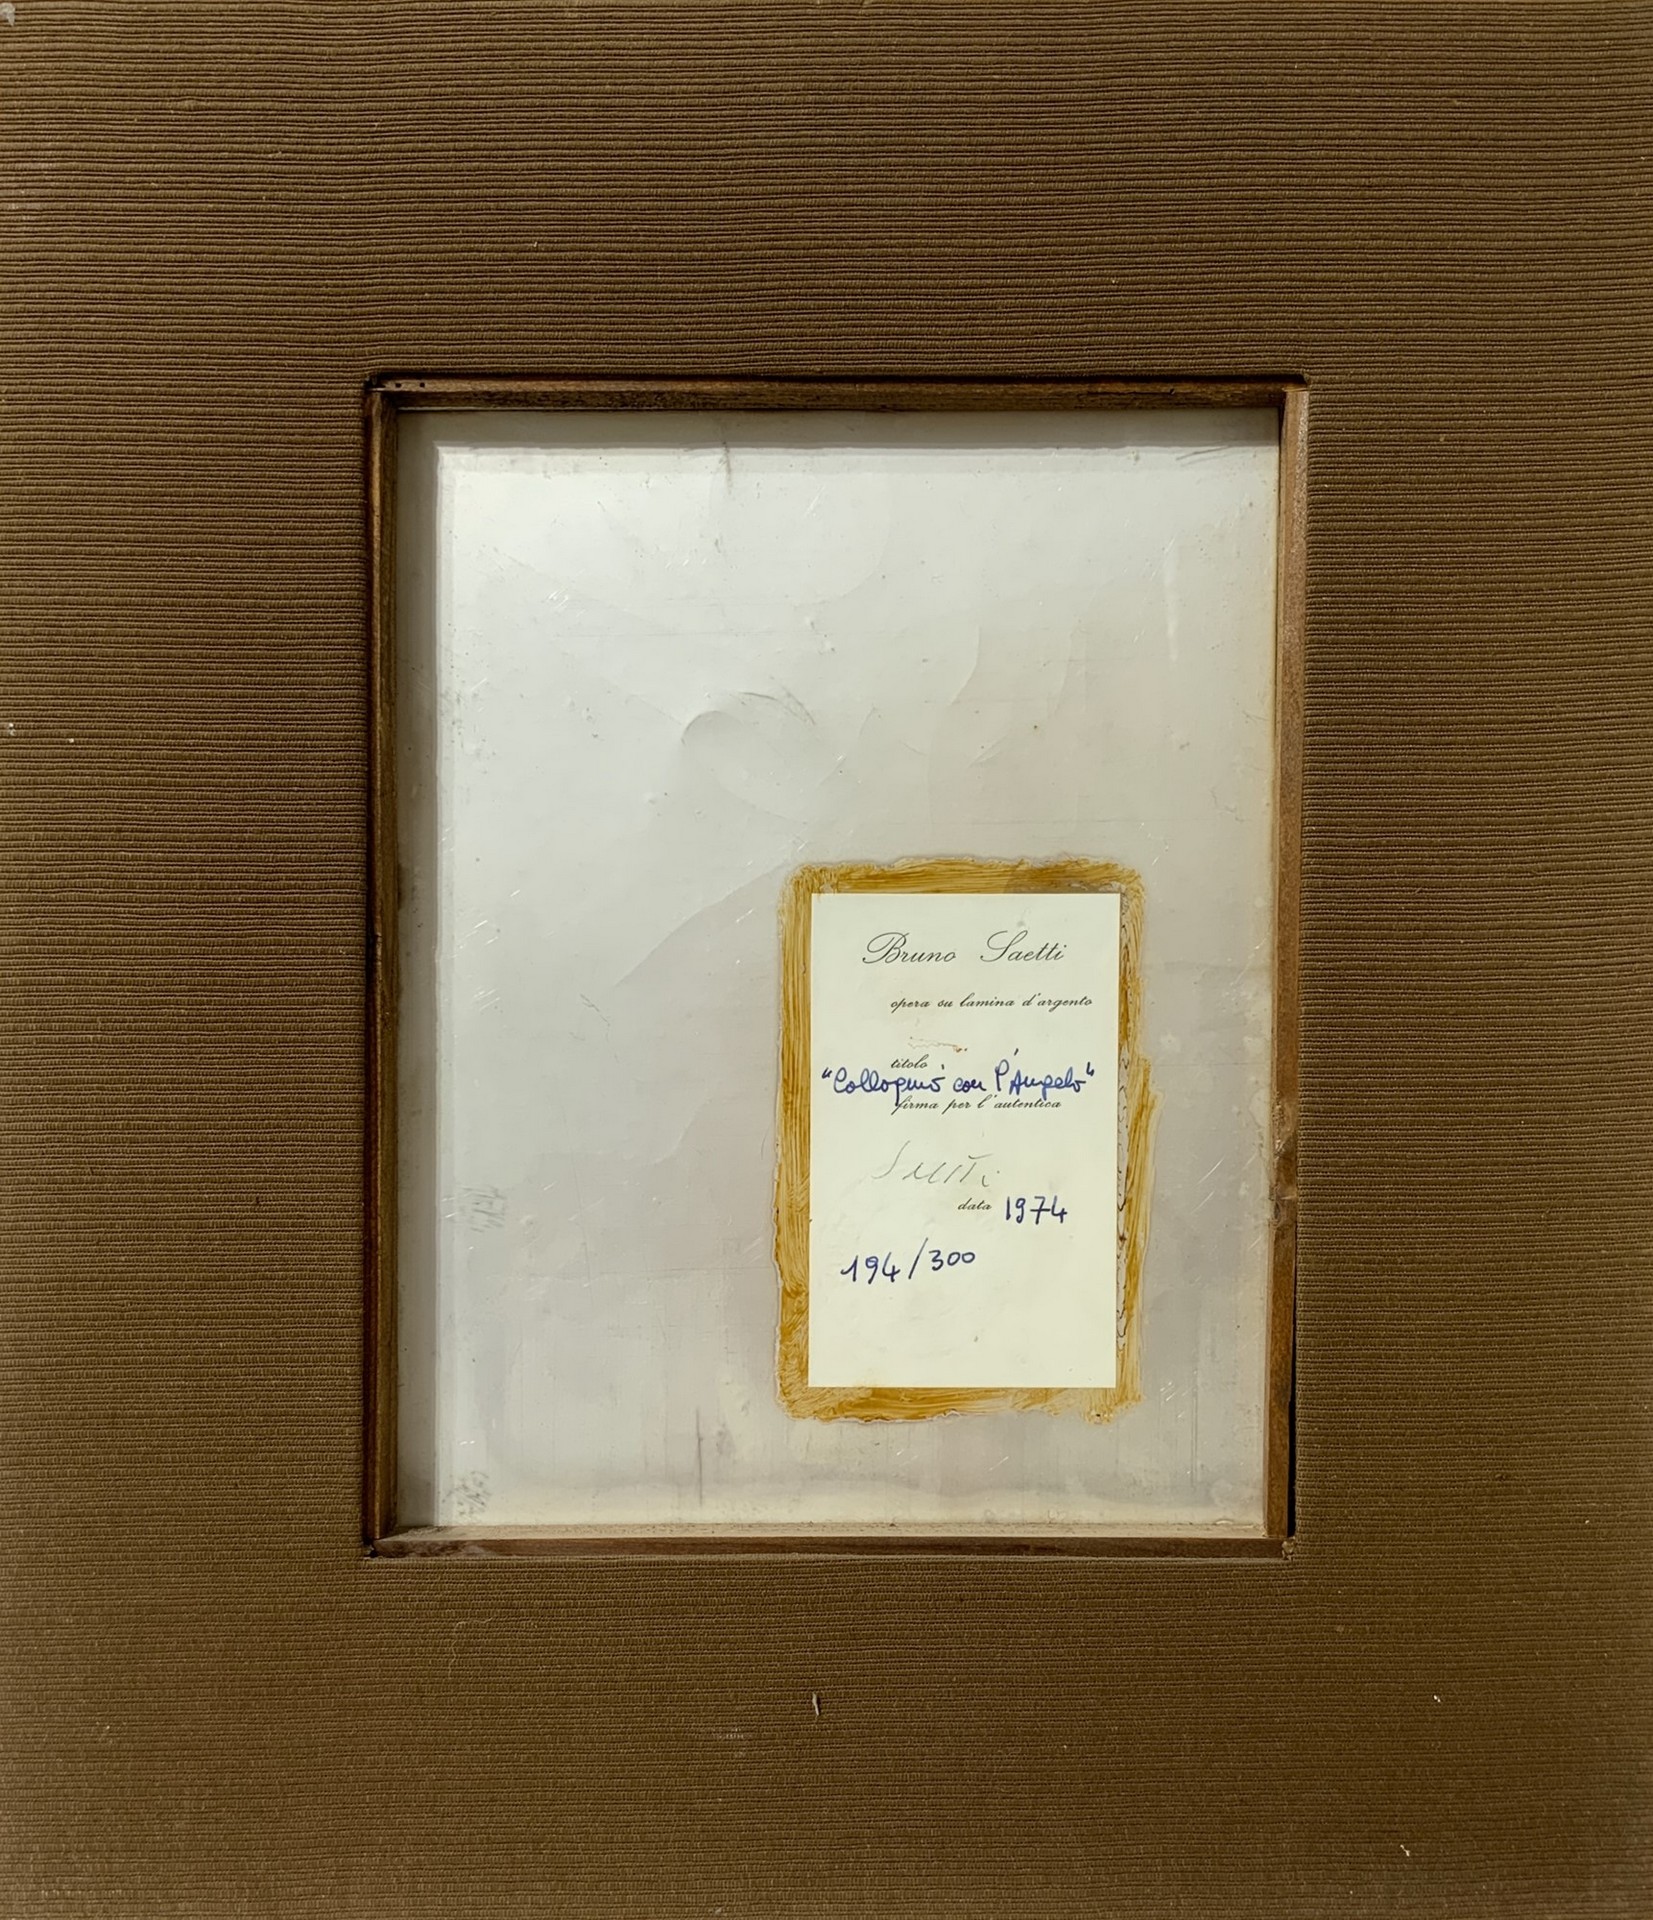 Bruno Saetti
opera su lamina d'argento
titolo
"Colloquio con l'Angelo"
firma per l'autentica
Saetti
data 1974
194/300